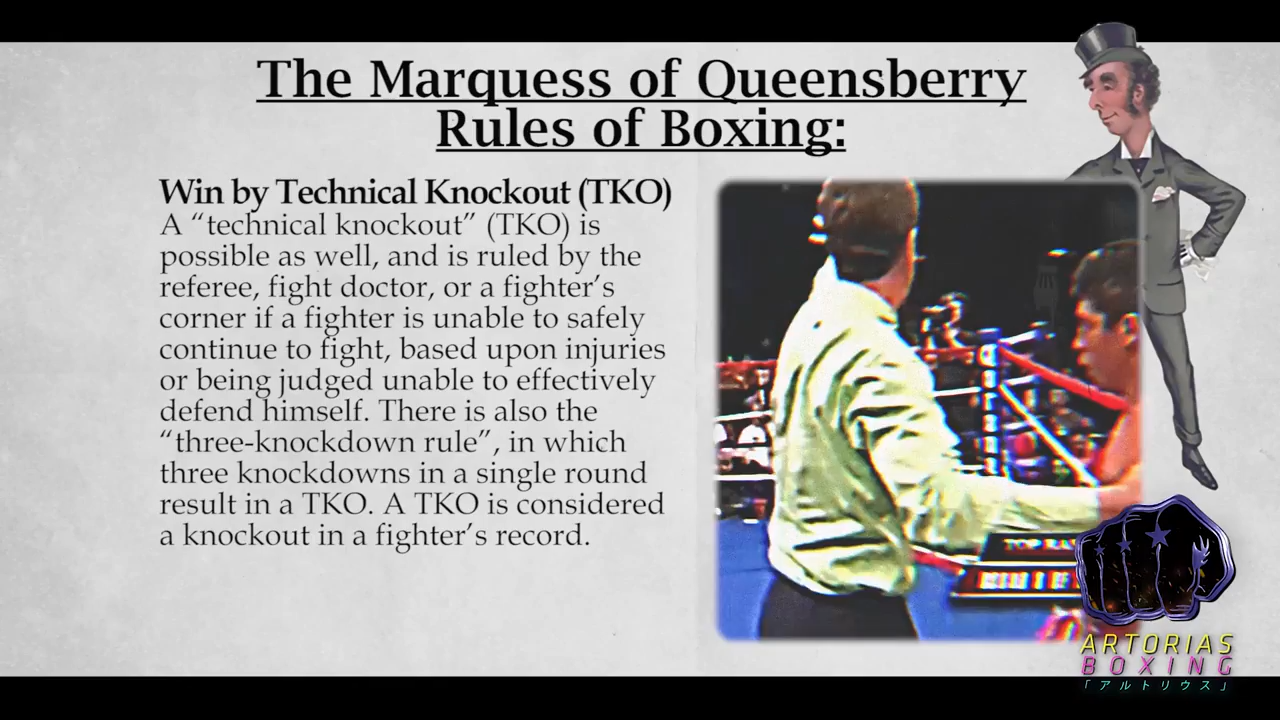 The Marquess of Queensberry
Rules of Boxing:
Win by Technical Knockout (TKO)
A “technical knockout” (TKO) is
possible as well, and is ruled by the
referee, fight doctor, or a fighter’s
corner if a fighter is unable to safely
continue to fight, based upon injuries
or being judged unable to effectively
defend himself. There is also the
“three-knockdown rule”, in which
three knockdowns in a single round
result in a TKO. A TKO is considered
a knockout in a fighter’s record.
TOP
ARTORIAS
BOXING
「アルトリウス」